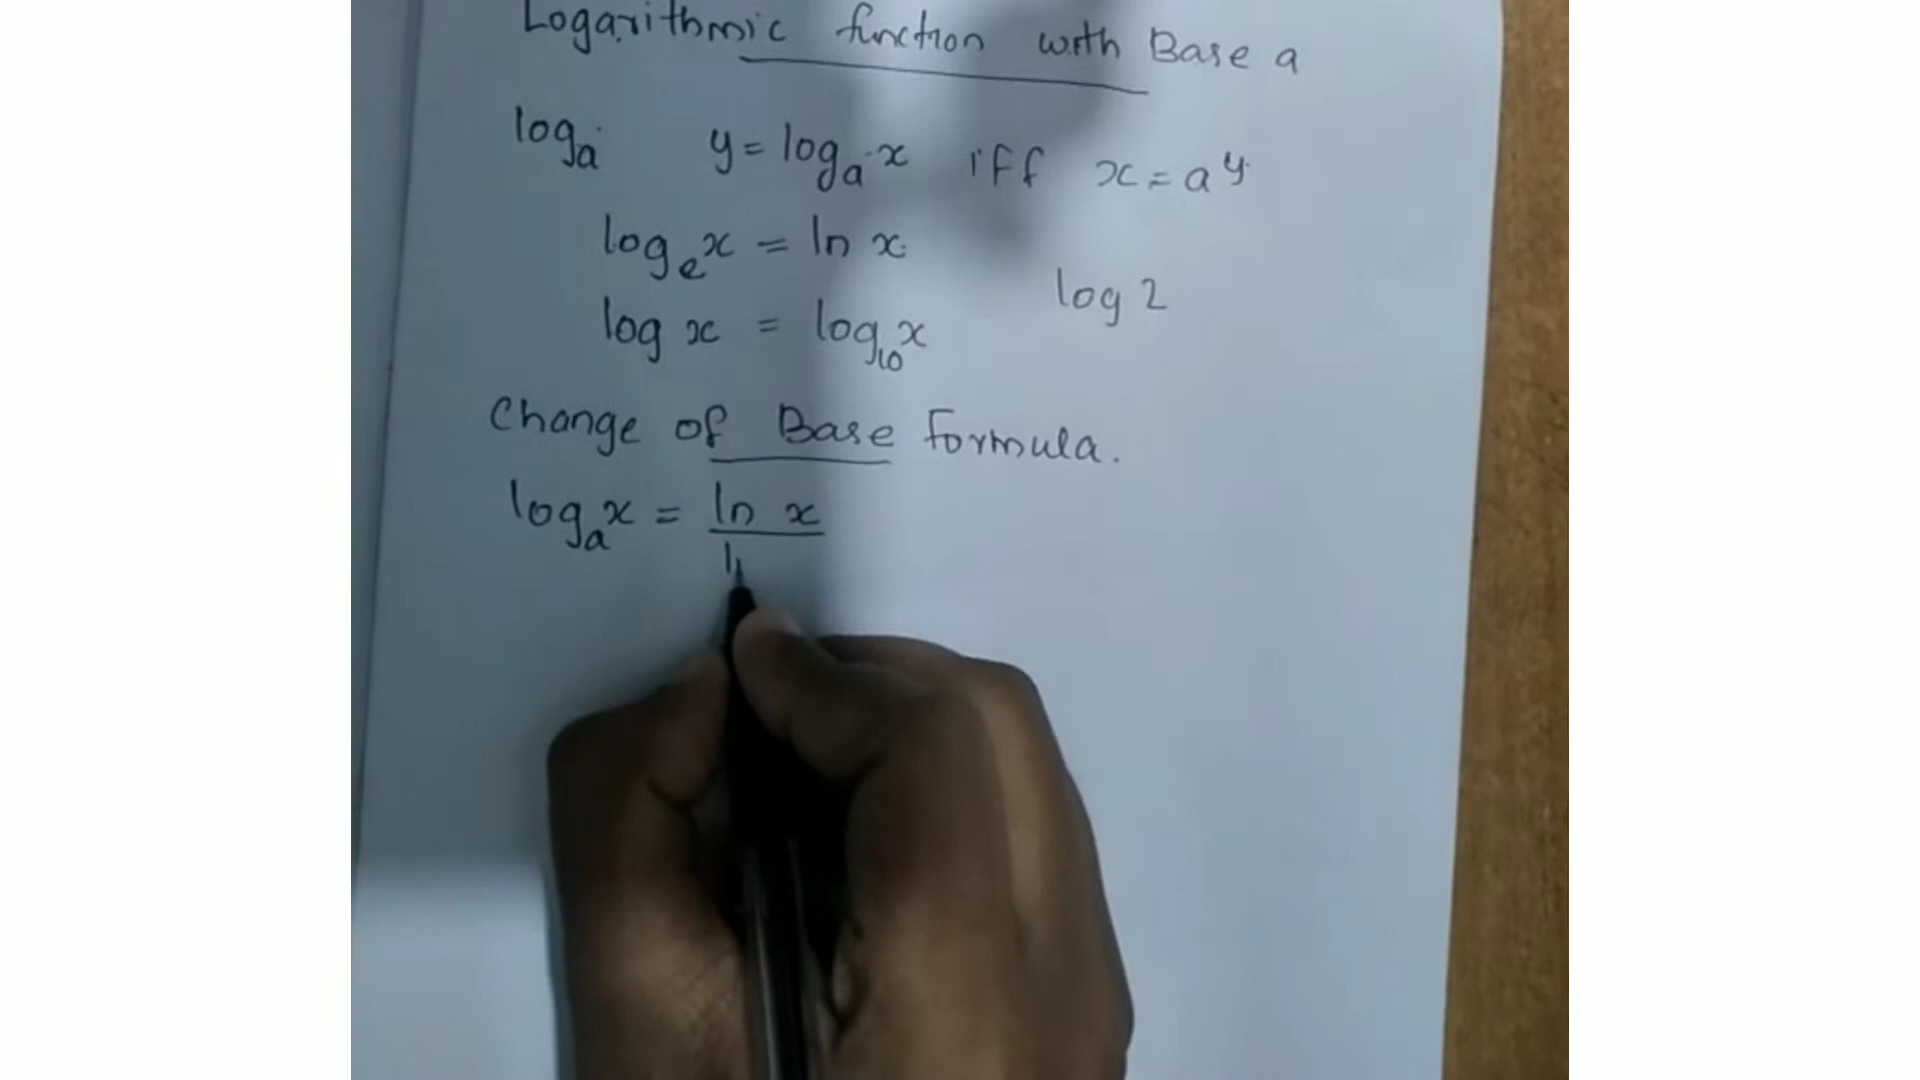 Logarithmic function with Base a
logₐ y = logₐ x iff x = a^y
logₑ x = ln x
log 2
log x = log₁₀ x
Change of Base Formula.
logₐ x = ln x / l